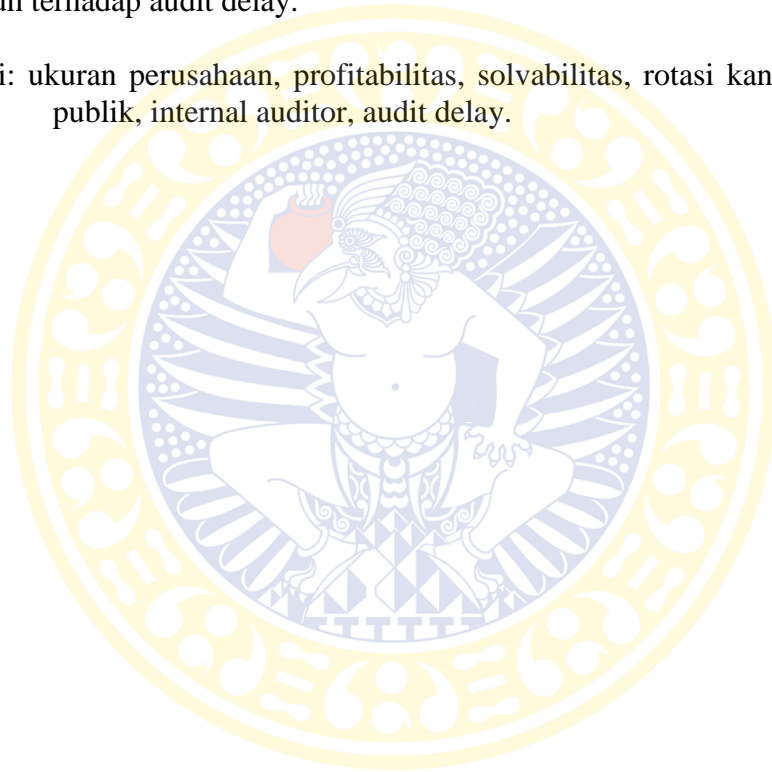 terhadap audit delay.
i: ukuran perusahaan, profitabilitas, solvabilitas, rotasi kan
publik, internal auditor, audit delay.